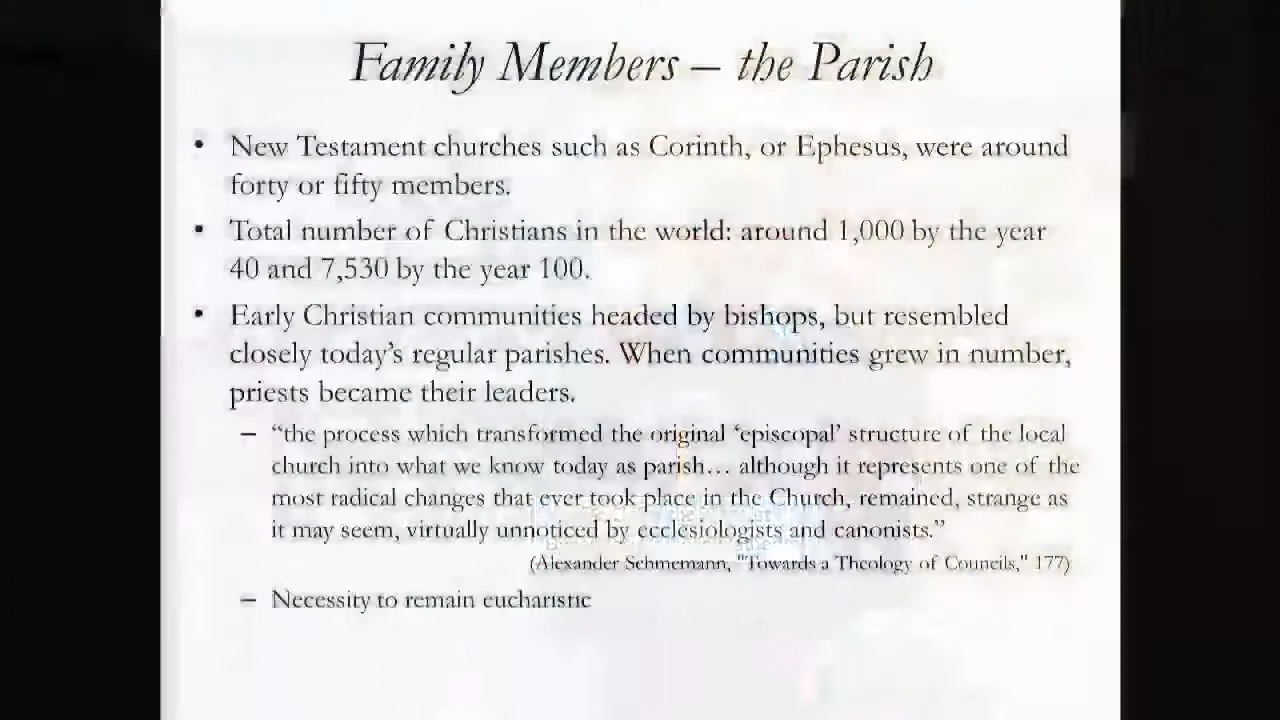 Family Members – the Parish
• New Testament churches such as Corinth, or Ephesus, were around
forty or fifty members.
• Total number of Christians in the world: around 1,000 by the year
40 and 7,530 by the year 100.
• Early Christian communities headed by bishops, but resembled
closely today's regular parishes. When communities grew in number,
priests became their leaders.
– “the process which transformed the original ‘episcopal’ structure of the local
church into what we know today as parish… although it represents one of the
most radical changes that ever took place in the Church, remained, strange as
it may seem, virtually unnoticed by ecclesiologists and canonists.”
(Alexander Schmemann, "Towards a Theology of Councils," 177)
– Necessity to remain eucharistic